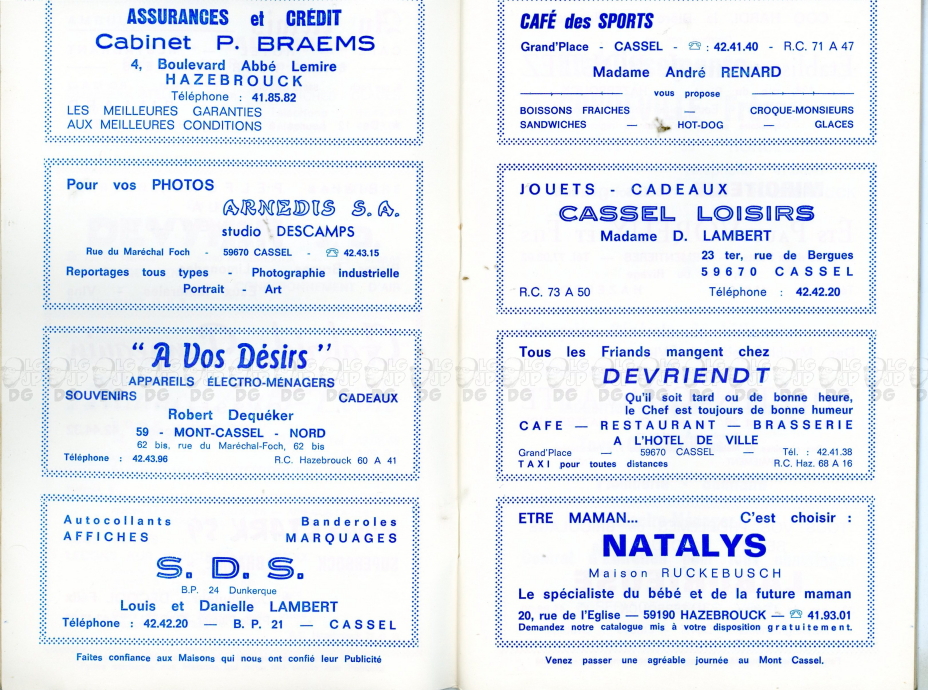 ASSURANCES et CRÉDIT
Cabinet P. BRAEMS
4, Boulevard Abbé Lemire
HAZEBROUCK
Téléphone : 41.85.82
LES MEILLEURES GARANTIES
AUX MEILLEURES CONDITIONS
Pour vos PHOTOS
ARNEDIS S.A.
studio DESCAMPS
Rue du Maréchal Foch - 59670 CASSEL - ☎ 42.43.15
Reportages tous types - Photographie industrielle
Portrait - Art
“ A Vos Désirs ”
APPAREILS ÉLECTRO-MÉNAGERS
SOUVENIRS CADEAUX
Robert Dequéker
59 - MONT-CASSEL - NORD
62 bis, rue du Maréchal-Foch, 62 bis
Téléphone : 42.43.96 R.C. Hazebrouck 60 A 41
Autocollants Banderoles
AFFICHES MARQUAGES
S. D. S.
B.P. 24 Dunkerque
Louis et Danielle LAMBERT
Téléphone : 42.42.20 — B. P. 21 — CASSEL
Faites confiance aux Maisons qui nous ont confié leur Publicité
CAFÉ des SPORTS
Grand'Place - CASSEL - ☎ : 42.41.40 - R.C. 71 A 47
Madame André RENARD
vous propose
BOISSONS FRAICHES — CROQUE-MONSIEURS
SANDWICHES — HOT-DOG — GLACES
JOUETS - CADEAUX
CASSEL LOISIRS
Madame D. LAMBERT
23 ter, rue de Bergues
59670 CASSEL
R.C. 73 A 50 Téléphone : 42.42.20
Tous les Friands mangent chez
DEVRIENDT
Qu'il soit tard ou de bonne heure,
le Chef est toujours de bonne humeur
CAFE — RESTAURANT — BRASSERIE
A L'HOTEL DE VILLE
Grand'Place — 59670 CASSEL — Tél. : 42.41.38
TAXI pour toutes distances R.C. Haz. 68 A 16
ETRE MAMAN... C'est choisir :
NATALYS
Maison RUCKEBUSCH
Le spécialiste du bébé et de la future maman
20, rue de l'Eglise — 59190 HAZEBROUCK — ☎ 41.93.01
Demandez notre catalogue mis à votre disposition gratuitement.
Venez passer une agréable journée au Mont Cassel.